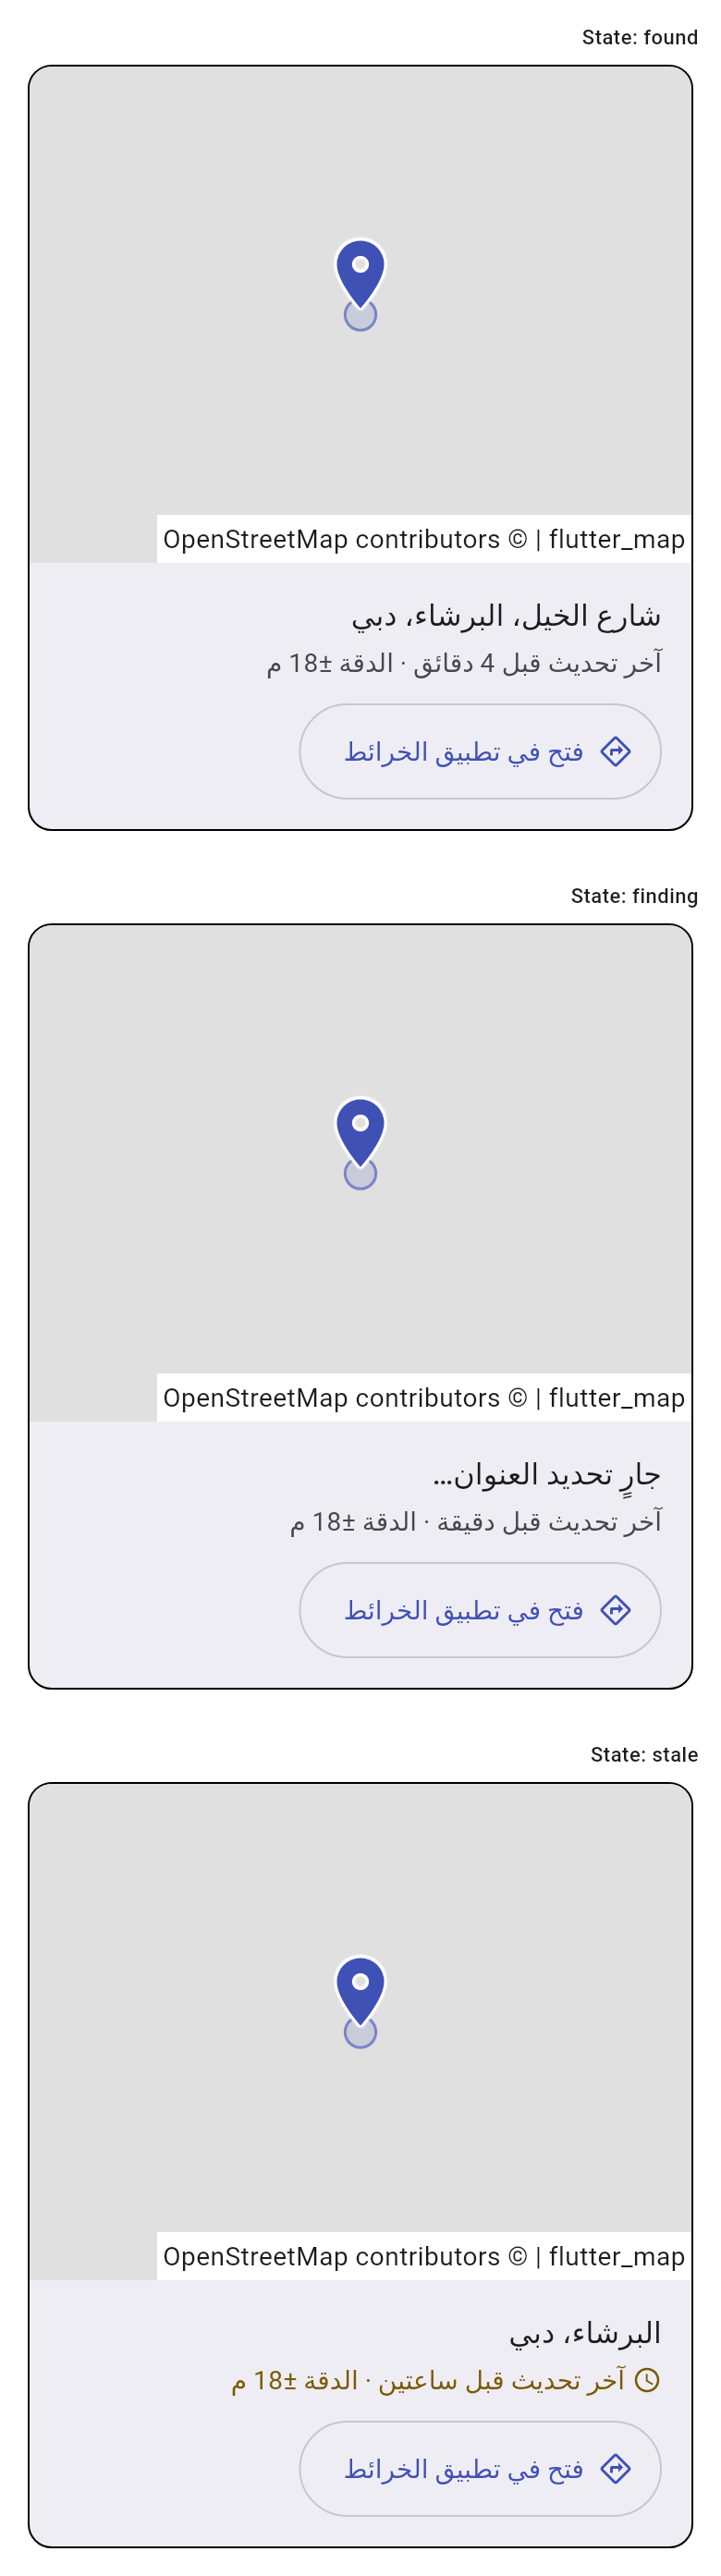 State: found
OpenStreetMap contributors © | flutter_map
شارع الخيل، البرشاء، دبي
آخر تحديث قبل 4 دقائق · الدقة ±18 م
فتح في تطبيق الخرائط
State: finding
OpenStreetMap contributors © | flutter_map
جارٍ تحديد العنوان…
آخر تحديث قبل دقيقة · الدقة ±18 م
فتح في تطبيق الخرائط
State: stale
OpenStreetMap contributors © | flutter_map
البرشاء، دبي
آخر تحديث قبل ساعتين · الدقة ±18 م
فتح في تطبيق الخرائط